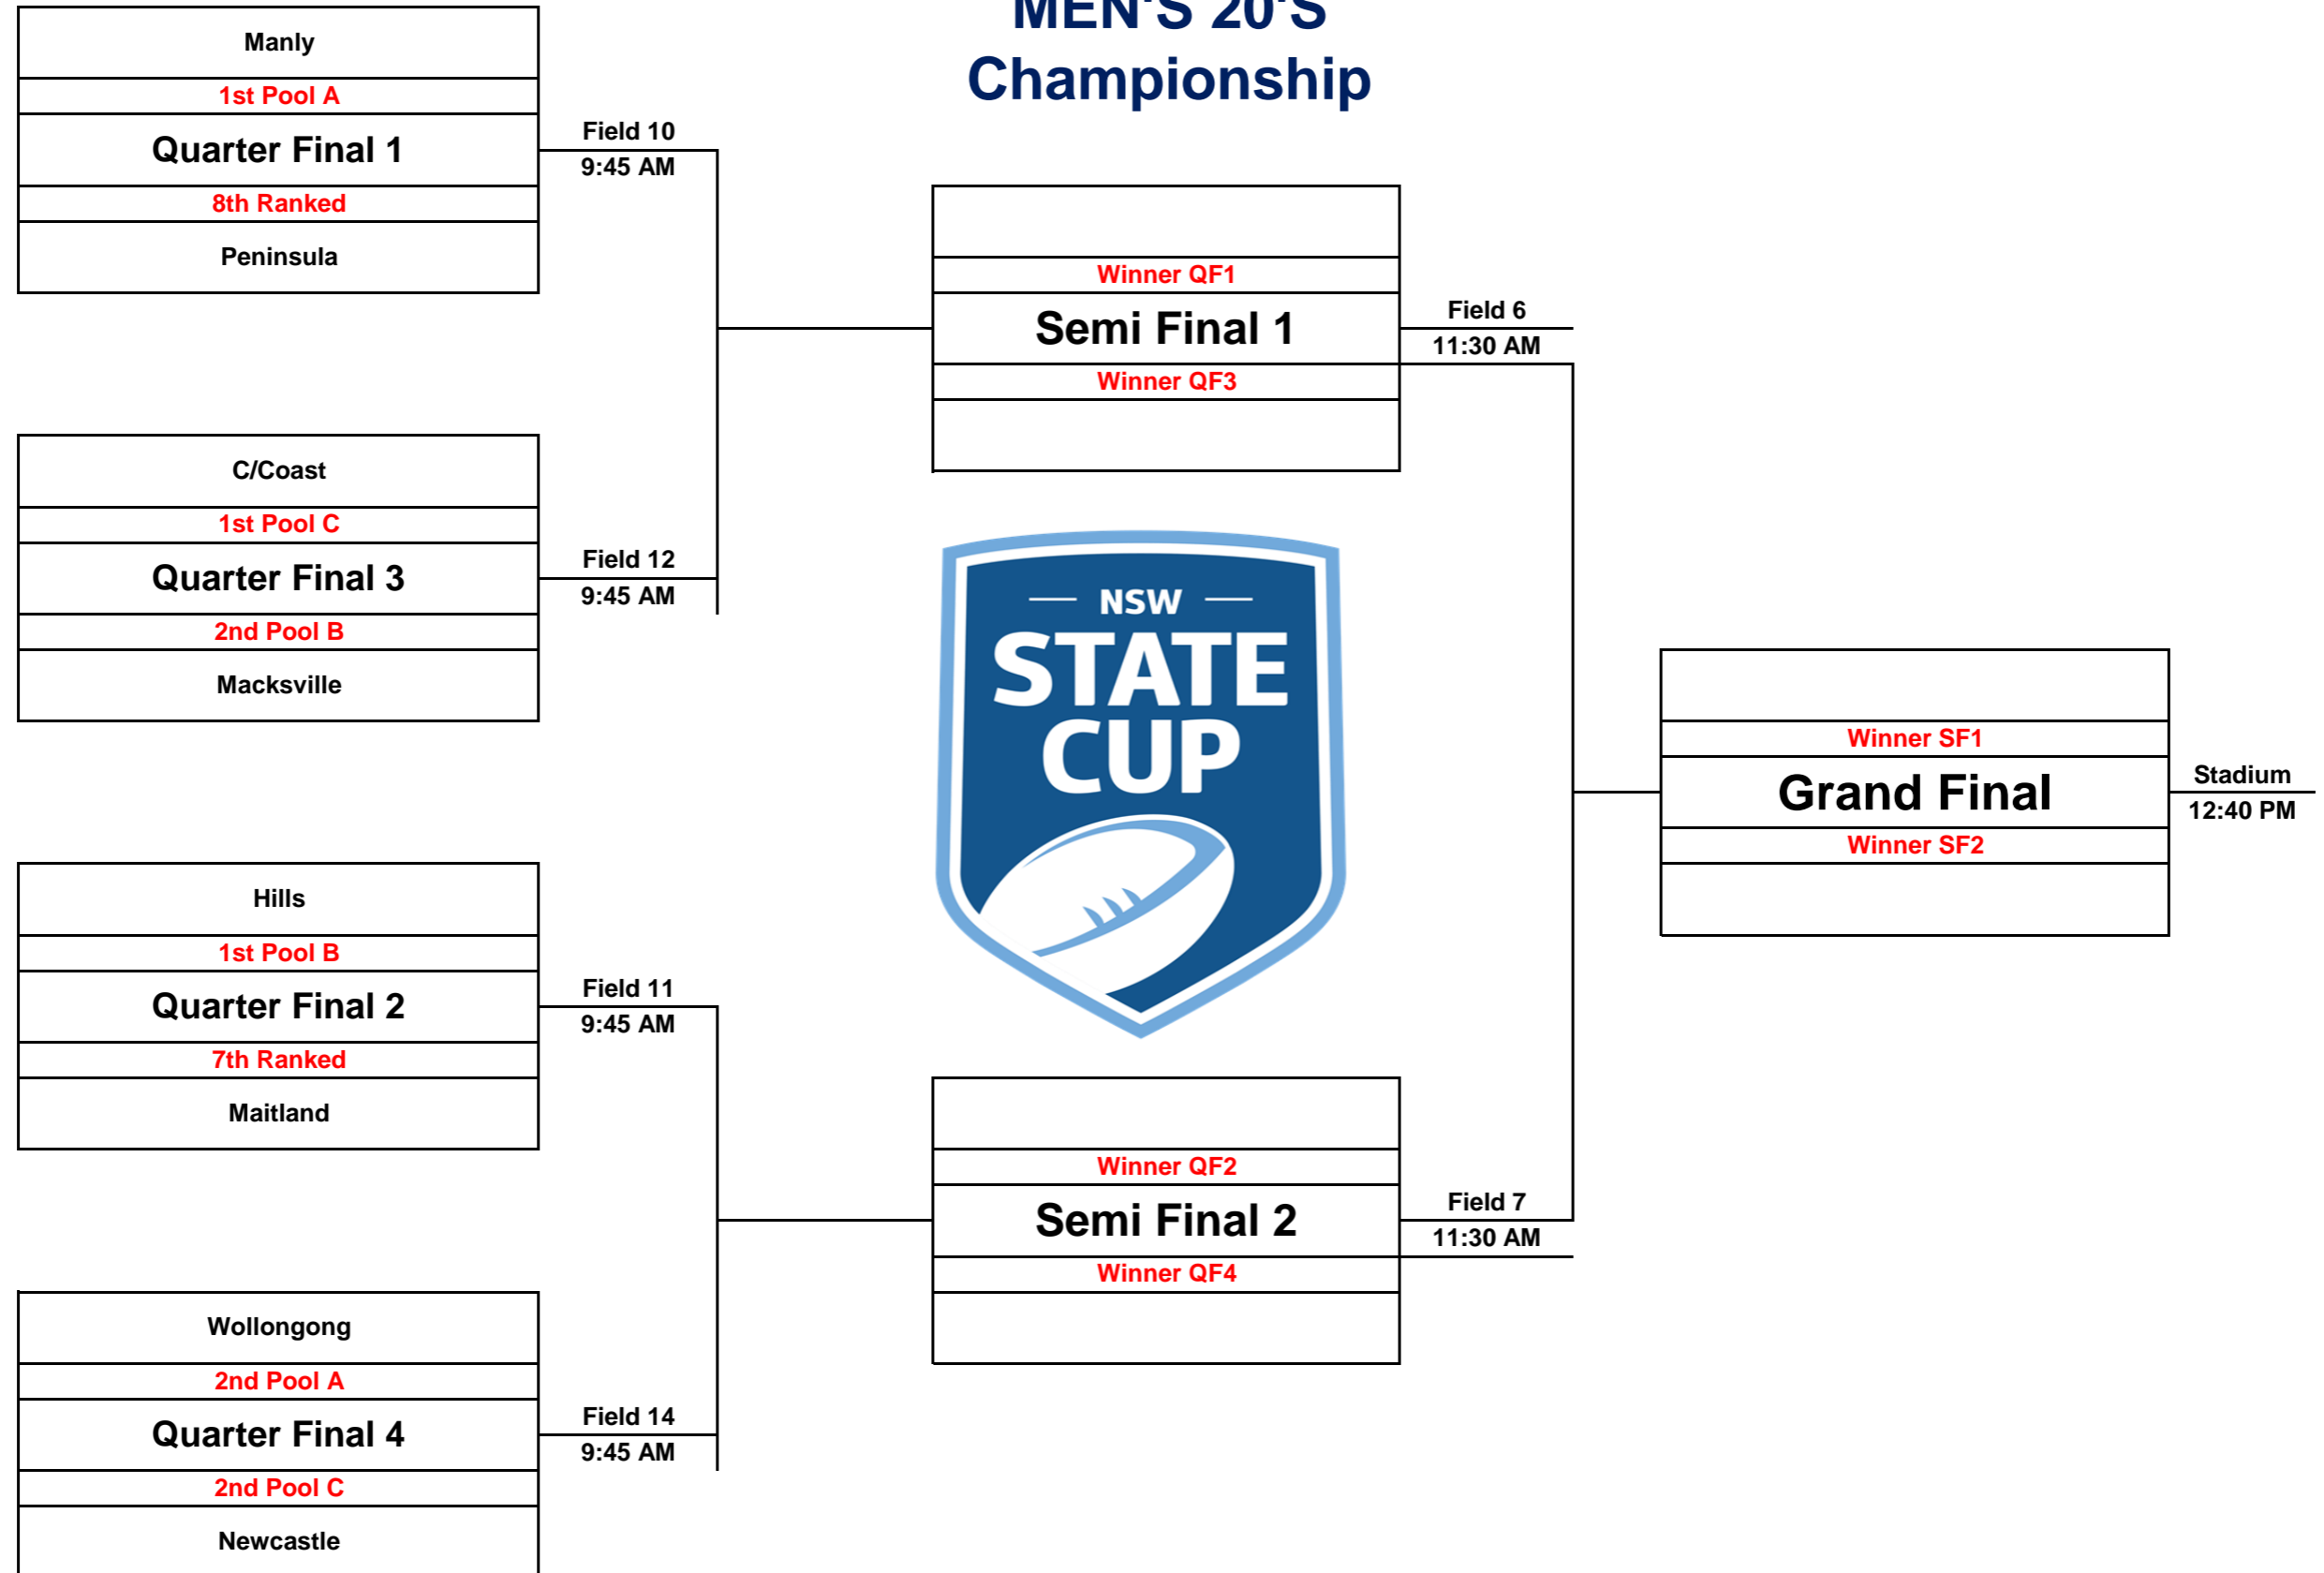 MEN'S 20'S
Championship
Manly
1st Pool A
Quarter Final 1
8th Ranked
Peninsula
Field 10
9:45 AM
C/Coast
1st Pool C
Quarter Final 3
2nd Pool B
Macksville
Field 12
9:45 AM
Hills
1st Pool B
Quarter Final 2
7th Ranked
Maitland
Field 11
9:45 AM
Wollongong
2nd Pool A
Quarter Final 4
2nd Pool C
Newcastle
Field 14
9:45 AM
Winner QF1
Semi Final 1
Winner QF3
Field 6
11:30 AM
NSW
STATE
CUP
Winner QF2
Semi Final 2
Winner QF4
Field 7
11:30 AM
Winner SF1
Grand Final
Winner SF2
Stadium
12:40 PM